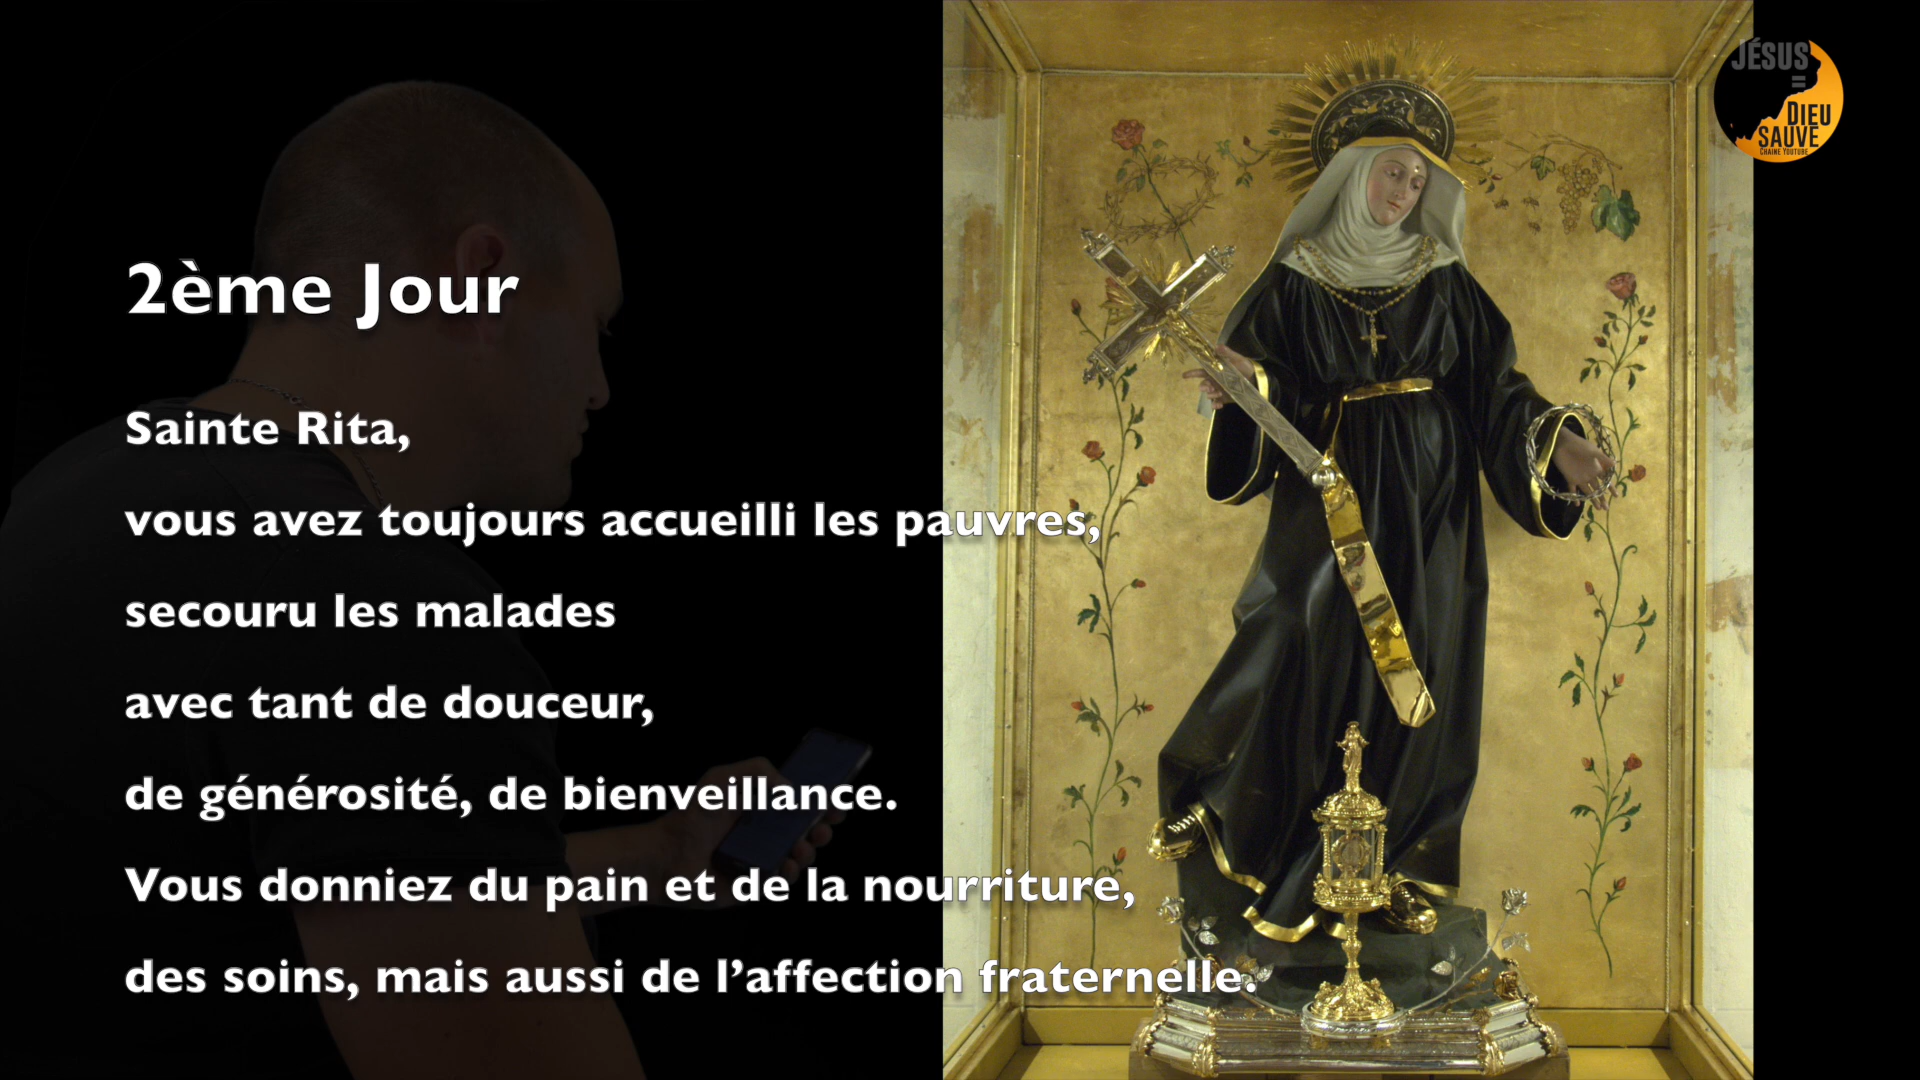 2ème Jour
Sainte Rita,
vous avez toujours accueilli les pauvres,
secouru les malades
avec tant de douceur,
de générosité, de bienveillance.
Vous donniez du pain et de la nourriture,
des soins, mais aussi de l’affection fraternelle.
JÉSUS
=
DIEU
SAUVE
CHAINE YOUTUBE